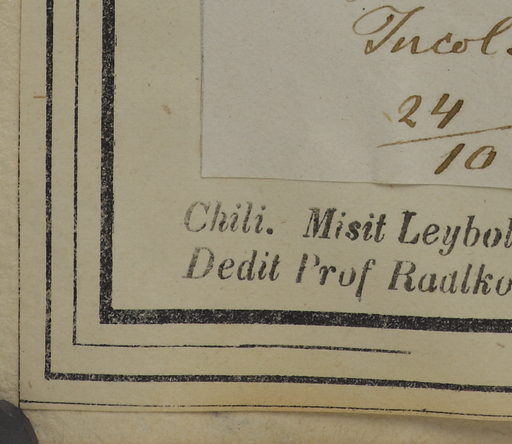 Incol.
24
10
Chili. Misit Leybol
Dedit Prof Radlko